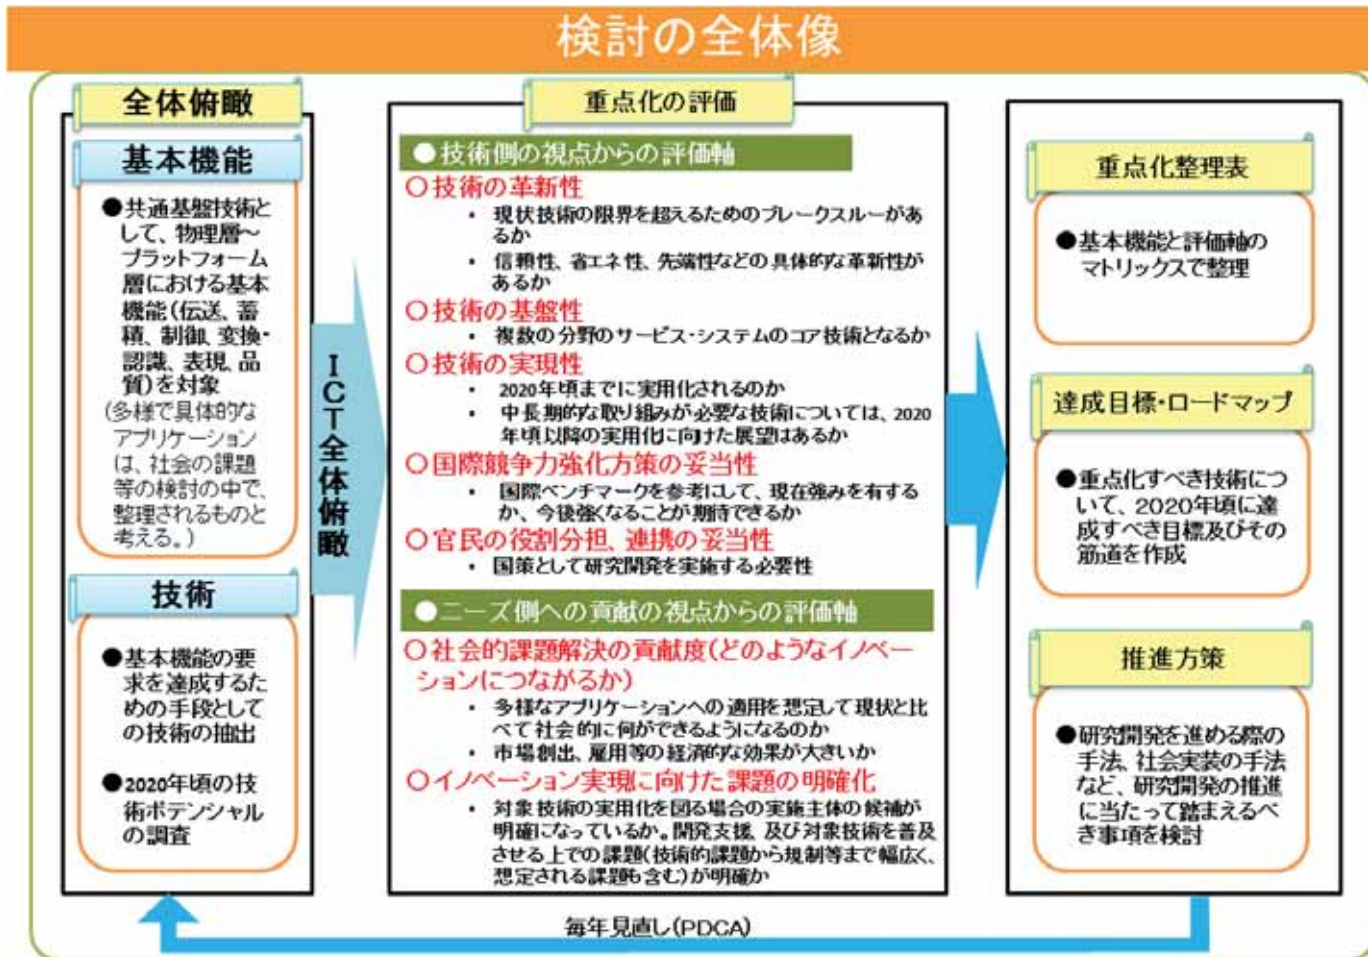 検討の全体像
全体俯瞰
基本機能
●共通基盤技術と
して、物理層～
プラットフォーム
層における基本
機能(伝送、蓄
積、制御、変換・
認識、表現、品
質)を対象
(多様で具体的な
アプリケーション
は、社会の課題
等の検討の中で、
整理されるものと
考える。)
技術
●基本機能の要
求を達成するた
めの手段として
の技術の抽出
●2020年頃の技
術ポテンシャル
の調査
ICT全体俯瞰
重点化の評価
●技術側の視点からの評価軸
○技術の革新性
・ 現状技術の限界を超えるためのブレークスルーがあ
るか
・ 信頼性、省エネ性、先端性などの具体的な革新性が
あるか
○技術の基盤性
・ 複数の分野のサービス・システムのコア技術となるか
○技術の実現性
・ 2020年頃までに実用化されるのか
・ 中長期的な取り組みが必要な技術については、2020
年頃以降の実用化に向けた展望はあるか
○国際競争力強化方策の妥当性
・ 国際ベンチマークを参考にして、現在強みを有する
か、今後強くなることが期待できるか
○官民の役割分担、連携の妥当性
・ 国策として研究開発を実施する必要性
●ニーズ側への貢献の視点からの評価軸
○社会的課題解決の貢献度(どのようなイノベー
ションにつながるか)
・ 多様なアプリケーションへの適用を想定して現状と比
べて社会的に何ができるようになるのか
・ 市場創出、雇用等の経済的な効果が大きいか
○イノベーション実現に向けた課題の明確化
・ 対象技術の実用化を図る場合の実施主体の候補が
明確になっているか。開発支援、及び対象技術を普及
させる上での課題(技術的課題から規制等まで幅広く、
想定される課題も含む)が明確か
重点化整理表
●基本機能と評価軸の
マトリックスで整理
達成目標・ロードマップ
●重点化すべき技術につ
いて、2020年頃に達
成すべき目標及びその
筋道を作成
推進方策
●研究開発を進める際の
手法、社会実装の手法
など、研究開発の推進
に当たって踏まえるべ
き事項を検討
毎年見直し(PDCA)